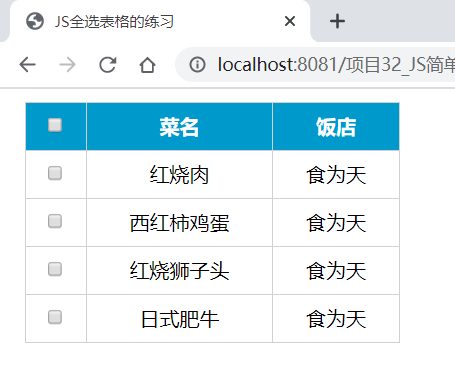 JS全选表格的练习
localhost:8081/项目32_JS简单
菜名 饭店
红烧肉 食为天
西红柿鸡蛋 食为天
红烧狮子头 食为天
日式肥牛 食为天